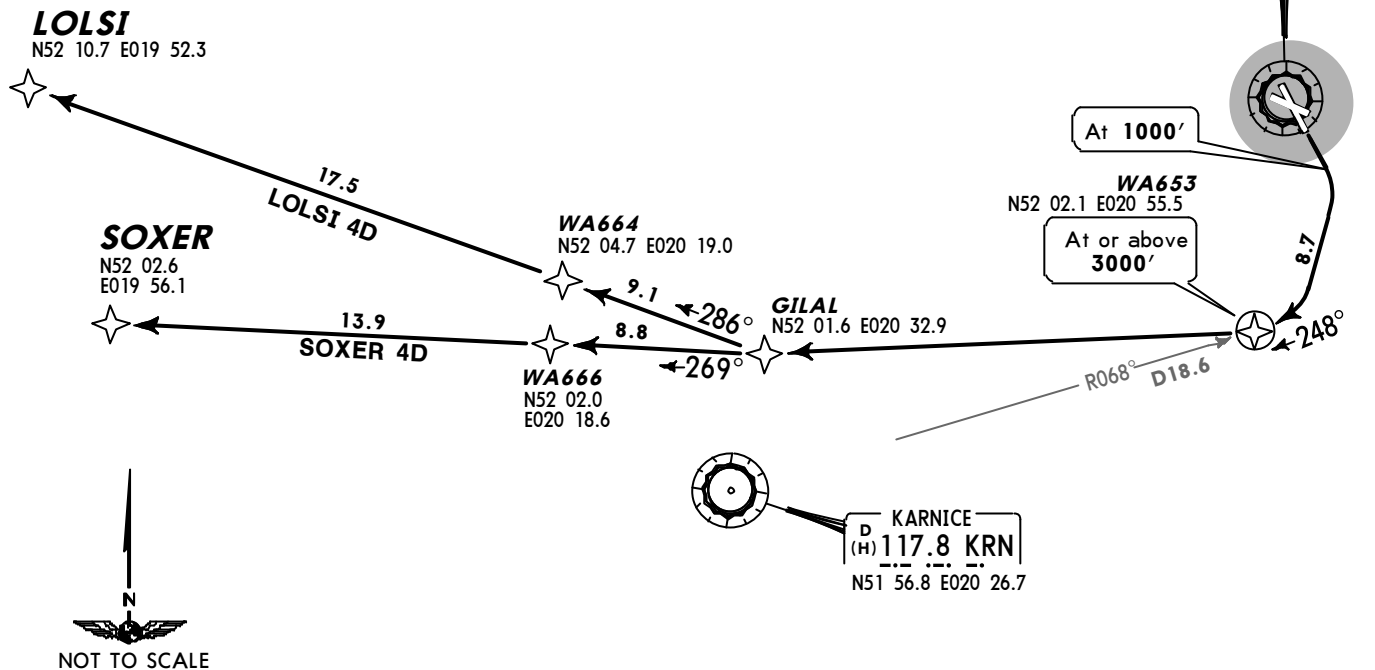 LOLSI
N52 10.7 E019 52.3
At 1000'
WA653
N52 02.1 E020 55.5
At or above
3000'
8.7
248°
17.5
LOLSI 4D
WA664
N52 04.7 E020 19.0
SOXER
N52 02.6
E019 56.1
9.1
286°
GILAL
N52 01.6 E020 32.9
13.9
SOXER 4D
8.8
269°
WA666
N52 02.0
E020 18.6
R068°
D18.6
KARNICE
D
(H) 117.8 KRN
N51 56.8 E020 26.7
N
NOT TO SCALE